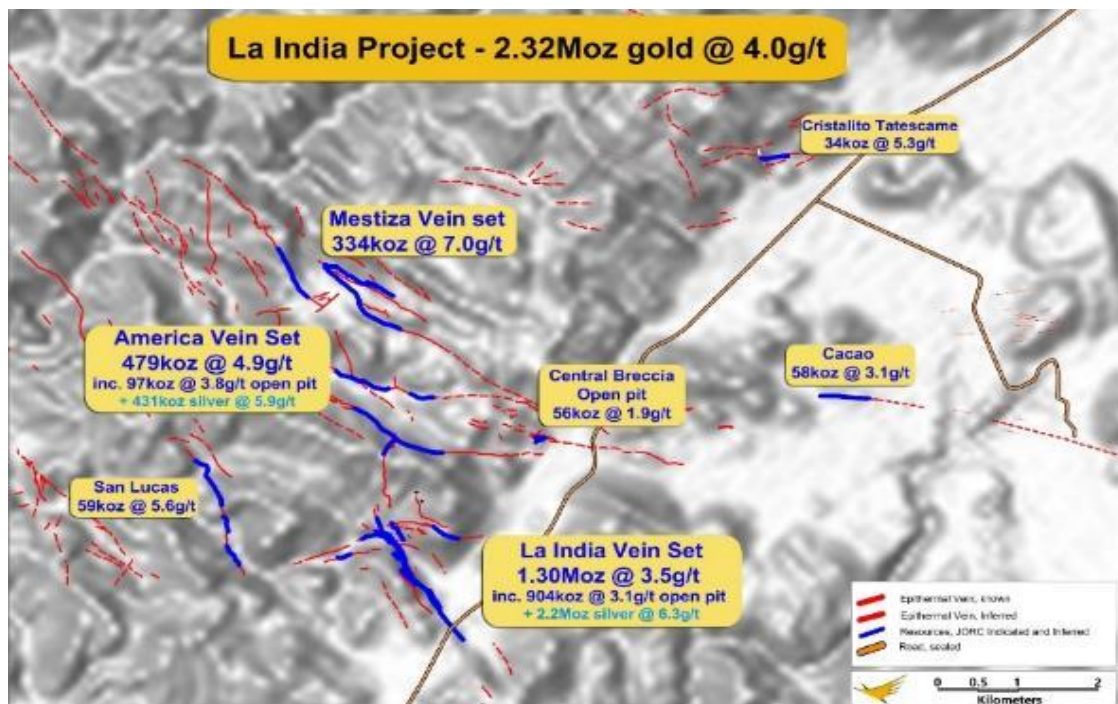 La India Project - 2.32Moz gold @ 4.0g/t
Cristalito Tatescame
34koz @ 5.3g/t
Mestiza Vein set
334koz @ 7.0g/t
America Vein Set
479koz @ 4.9g/t
inc. 97koz @ 3.8g/t open pit
+ 431koz silver @ 5.9g/t
Central Breccia
Open pit
56koz @ 1.9g/t
Cacao
58koz @ 3.1g/t
San Lucas
59koz @ 5.6g/t
La India Vein Set
1.30Moz @ 3.5g/t
inc. 904koz @ 3.1g/t open pit
+ 2.2Moz silver @ 6.3g/t
Epithermal Vein, known
Epithermal Vein, Inferred
Resources, JORC Indicated and Inferred
Road, sealed
0 0.5 1 2
Kilometers